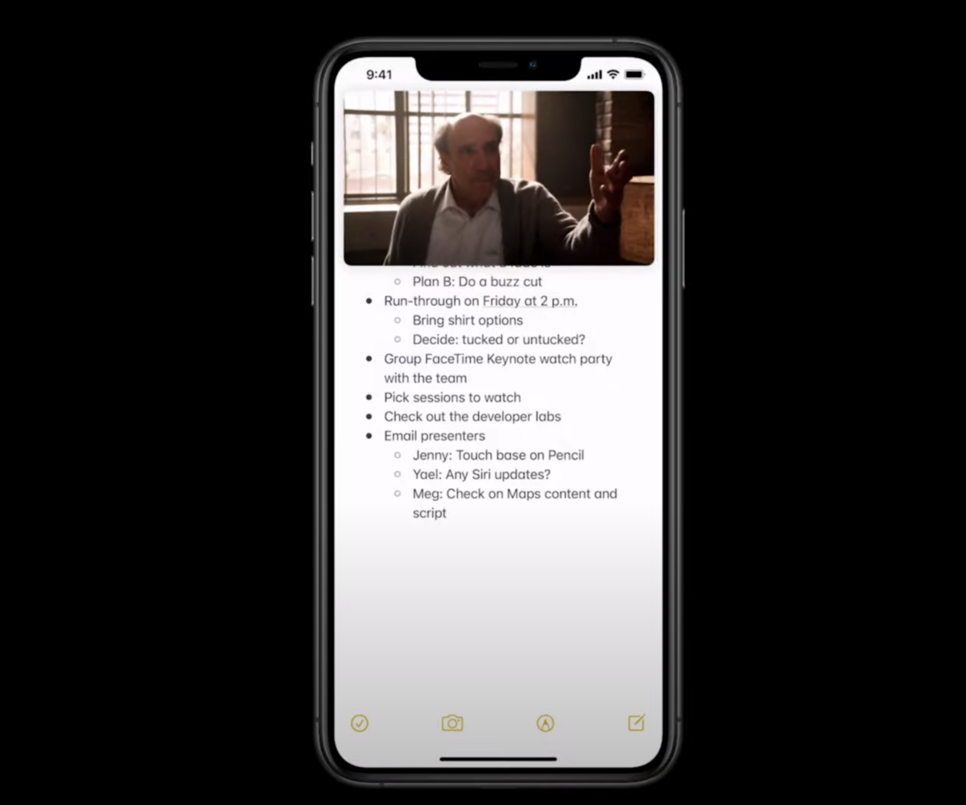 9:41
Plan B: Do a buzz cut
Run-through on Friday at 2 p.m.
Bring shirt options
Decide: tucked or untucked?
Group FaceTime Keynote watch party
with the team
Pick sessions to watch
Check out the developer labs
Email presenters
Jenny: Touch base on Pencil
Yael: Any Siri updates?
Meg: Check on Maps content and
script